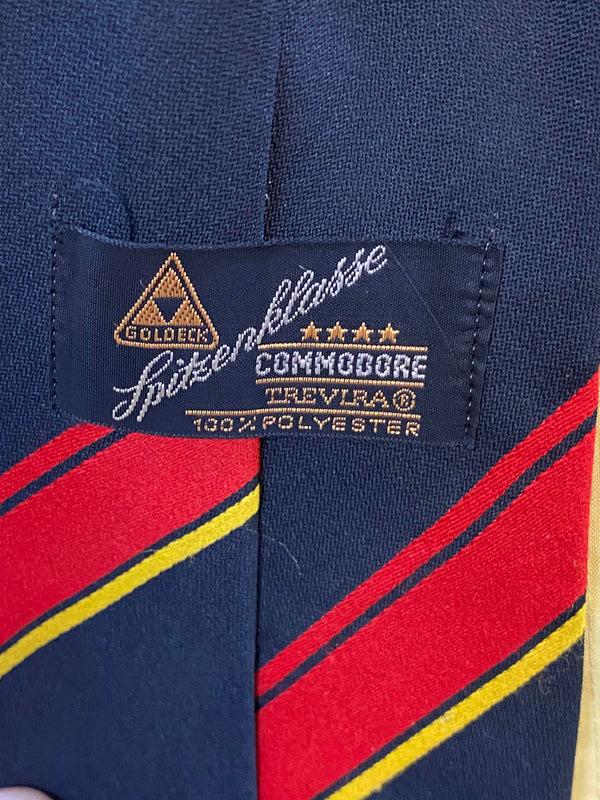 GOLDECK
Spitzenklasse
COMMODORE
TREVIRA®
100% POLYESTER